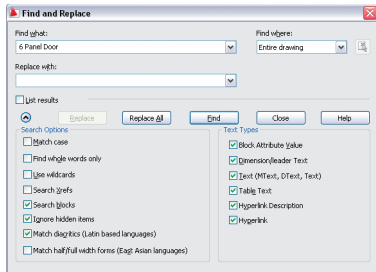 Find and Replace
Find what:
Find where:
6 Panel Door
Entire drawing
Replace with:
List results
Replace
Replace All
Find
Close
Help
Search Options
Match case
Find whole words only
Use wildcards
Search Xrefs
Search blocks
Ignore hidden items
Match diacritics (Latin based languages)
Match half/full width forms (East Asian languages)
Text Types
Block Attribute Value
Dimension/leader Text
Text (MText, DText, Text)
Table Text
Hyperlink Description
Hyperlink